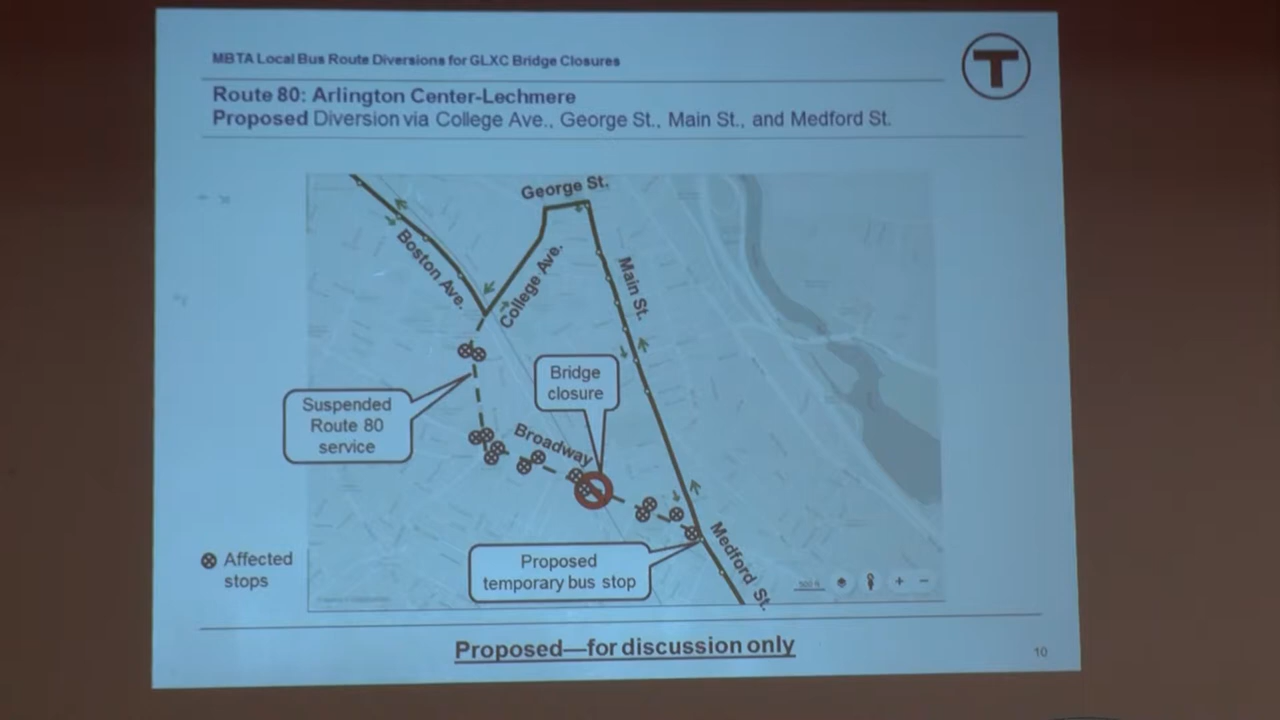 MBTA Local Bus Route Diversions for GLXC Bridge Closures
T
Route 80: Arlington Center-Lechmere
Proposed Diversion via College Ave., George St., Main St., and Medford St.
George St.
Boston Ave.
College Ave.
Main St.
Bridge
closure
Suspended
Route 80
service
Broadway
Medford St.
Proposed
temporary bus stop
Affected
stops
Proposed—for discussion only
10